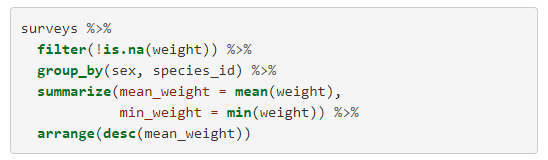 surveys %>%
  filter(!is.na(weight)) %>%
  group_by(sex, species_id) %>%
  summarize(mean_weight = mean(weight),
            min_weight = min(weight)) %>%
  arrange(desc(mean_weight))